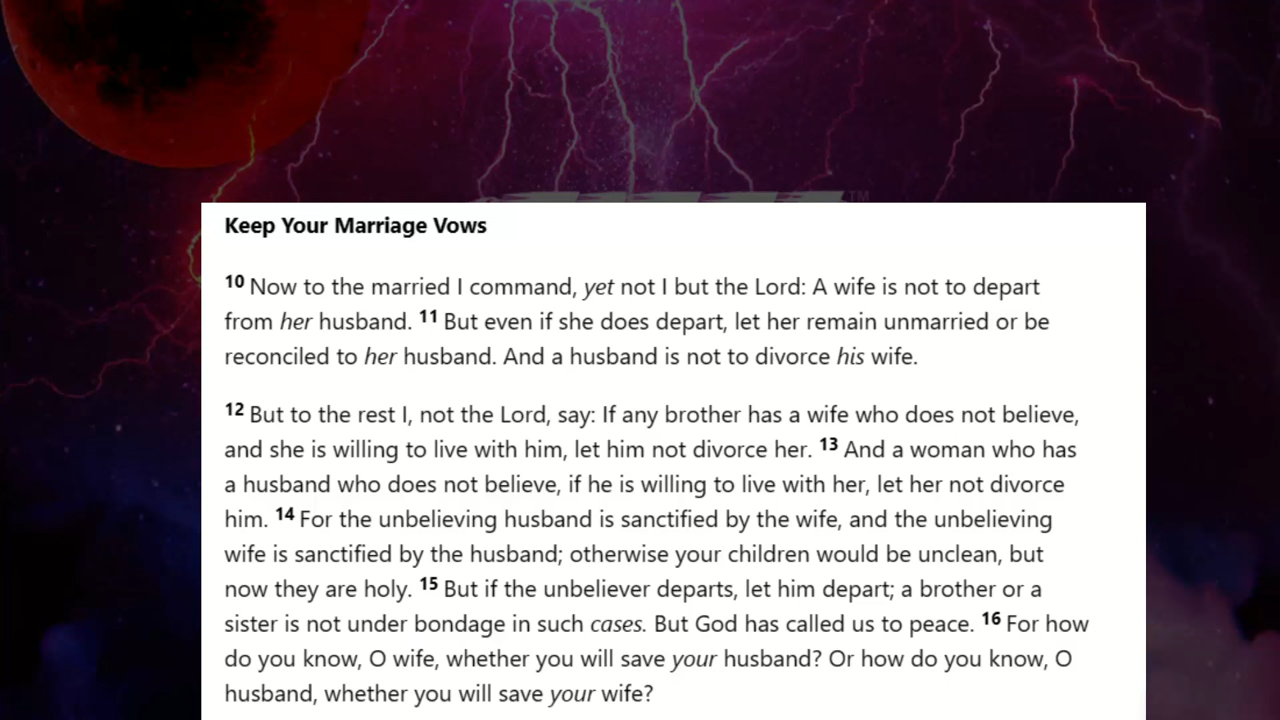 ™
Keep Your Marriage Vows
10 Now to the married I command, yet not I but the Lord: A wife is not to depart
from her husband. 11 But even if she does depart, let her remain unmarried or be
reconciled to her husband. And a husband is not to divorce his wife.
12 But to the rest I, not the Lord, say: If any brother has a wife who does not believe,
and she is willing to live with him, let him not divorce her. 13 And a woman who has
a husband who does not believe, if he is willing to live with her, let her not divorce
him. 14 For the unbelieving husband is sanctified by the wife, and the unbelieving
wife is sanctified by the husband; otherwise your children would be unclean, but
now they are holy. 15 But if the unbeliever departs, let him depart; a brother or a
sister is not under bondage in such cases. But God has called us to peace. 16 For how
do you know, O wife, whether you will save your husband? Or how do you know, O
husband, whether you will save your wife?